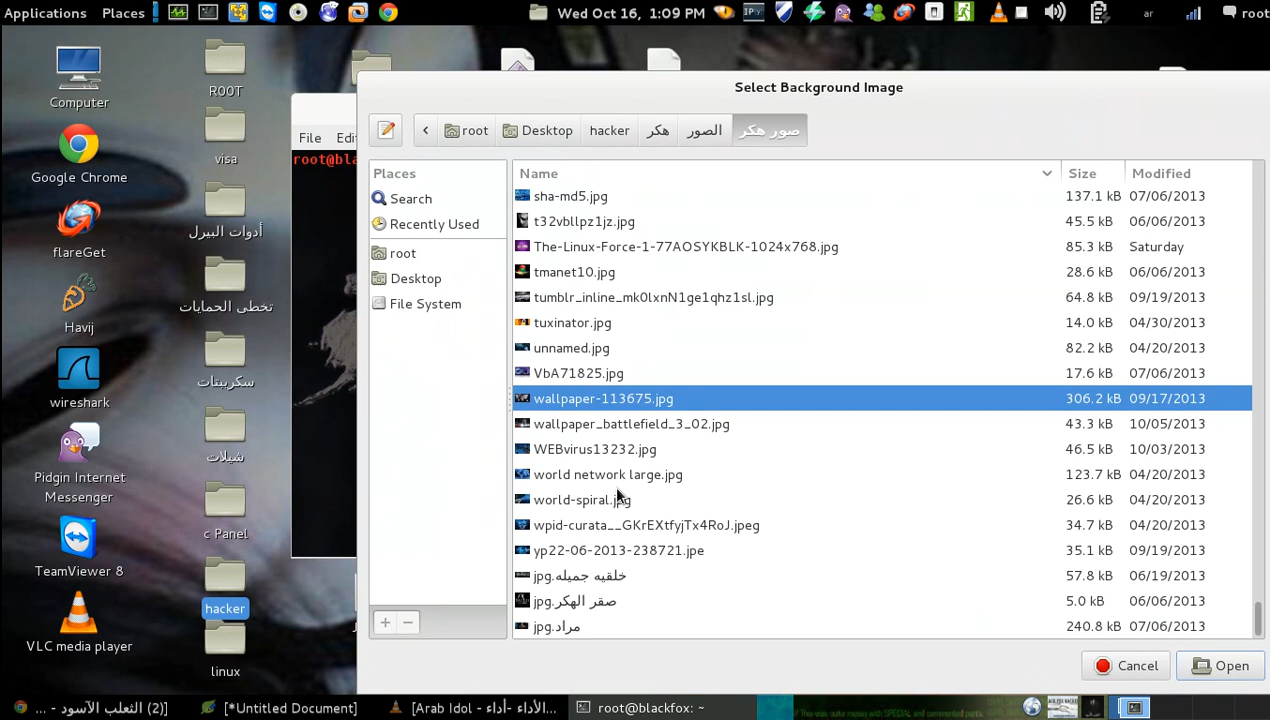 Applications Places Wed Oct 16, 1:09 PM ar root
Computer
Google Chrome
flareGet
Havij
wireshark
Pidgin Internet
Messenger
TeamViewer 8
VLC media player
ROOT
visa
أدوات البيرل
تخطى الحمايات
سكريبتات
شيلات
c Panel
hacker
linux
File Edi
root@bla
Select Background Image
root Desktop hacker هكر الصور صور هكر
Places
Search
Recently Used
root
Desktop
File System
Name Size Modified
sha-md5.jpg 137.1 kB 07/06/2013
t32vbllpz1jz.jpg 45.5 kB 06/06/2013
The-Linux-Force-1-77AOSYKBLK-1024x768.jpg 85.3 kB Saturday
tmanet10.jpg 28.6 kB 06/06/2013
tumblr_inline_mk0lxnN1ge1qhz1sl.jpg 64.8 kB 09/19/2013
tuxinator.jpg 14.0 kB 04/30/2013
unnamed.jpg 82.2 kB 04/20/2013
VbA71825.jpg 17.6 kB 07/06/2013
wallpaper-113675.jpg 306.2 kB 09/17/2013
wallpaper_battlefield_3_02.jpg 43.3 kB 10/05/2013
WEBvirus13232.jpg 46.5 kB 10/03/2013
world network large.jpg 123.7 kB 04/20/2013
world-spiral.jpg 26.6 kB 04/20/2013
wpid-curata__GKrEXtfyjTx4RoJ.jpeg 34.7 kB 04/20/2013
yp22-06-2013-238721.jpe 35.1 kB 09/19/2013
خلقيه جميله.jpg 57.8 kB 06/19/2013
صقر الهكر.jpg 5.0 kB 06/06/2013
مراد.jpg 240.8 kB 07/06/2013
Cancel Open
(2) الثعلب الآسود - ... [*Untitled Document] [Arab Idol - الأداء -أداء... root@blackfox: ~